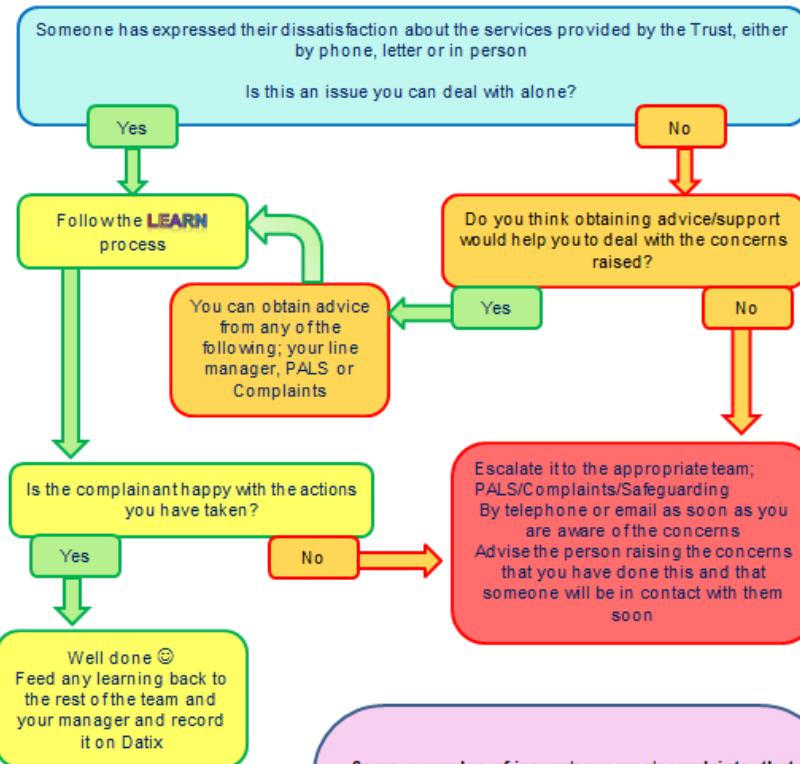 Someone has expressed their dissatisfaction about the services provided by the Trust, either
by phone, letter or in person
Is this an issue you can deal with alone?
Yes
No
Follow the LEARN
process
Do you think obtaining advice/support
would help you to deal with the concerns
raised?
You can obtain advice
from any of the
following; your line
manager, PALS or
Complaints
Yes
No
Is the complainant happy with the actions
you have taken?
Yes
No
Escalate it to the appropriate team;
PALS/Complaints/Safeguarding
By telephone or email as soon as you
are aware of the concerns
Advise the person raising the concerns
that you have done this and that
someone will be in contact with them
soon
Well done ☺
Feed any learning back to
the rest of the team and
your manager and record
it on Datix